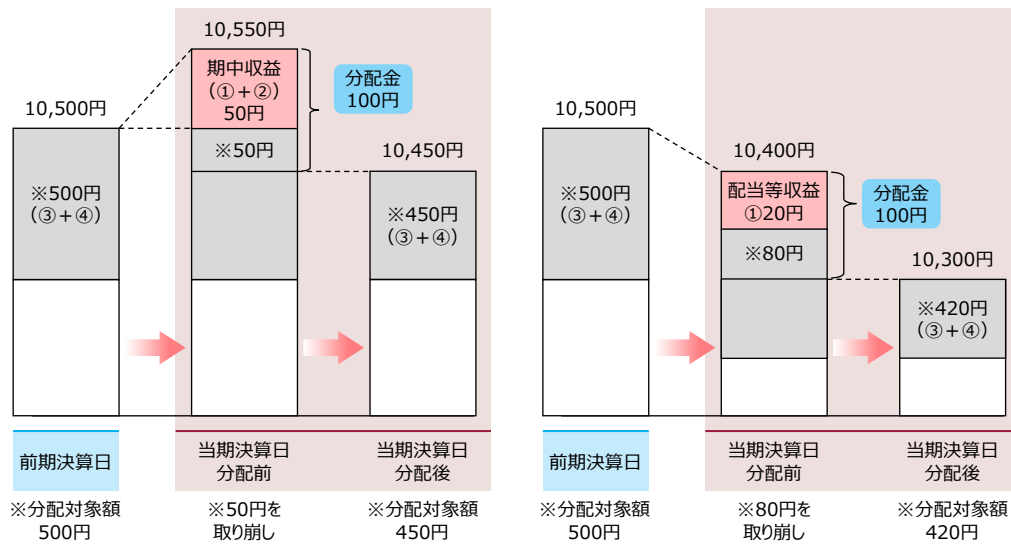 10,550円
期中収益
(①+②)
50円
分配金
100円
10,500円
※50円
10,450円
※500円
(③+④)
※450円
(③+④)
前期決算日
当期決算日
分配前
当期決算日
分配後
※分配対象額
500円
※50円を
取り崩し
※分配対象額
450円
10,500円
10,400円
配当等収益
①20円
分配金
100円
※500円
(③+④)
※80円
10,300円
※420円
(③+④)
前期決算日
当期決算日
分配前
当期決算日
分配後
※分配対象額
500円
※80円を
取り崩し
※分配対象額
420円